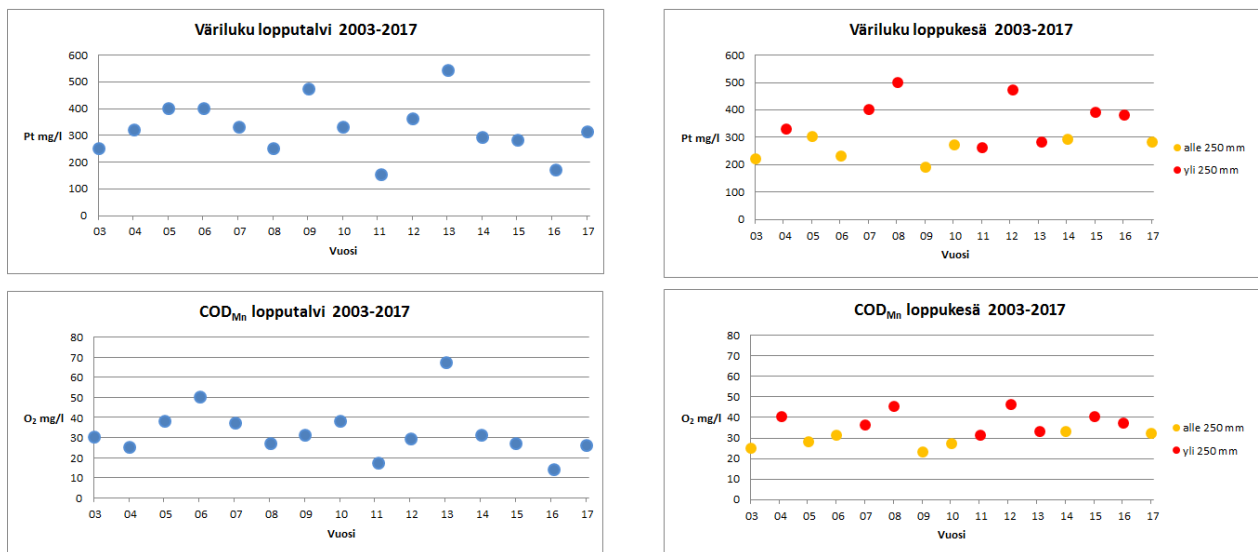 Väriluku lopputalvi 2003-2017
600
500
400
Pt mg/l
300
200
100
0
03 04 05 06 07 08 09 10 11 12 13 14 15 16 17
Vuosi
Väriluku loppukesä 2003-2017
600
500
400
Pt mg/l
300
200
100
0
03 04 05 06 07 08 09 10 11 12 13 14 15 16 17
Vuosi
alle 250 mm
yli 250 mm
COD_Mn lopputalvi 2003-2017
80
70
60
50
O₂ mg/l
40
30
20
10
0
03 04 05 06 07 08 09 10 11 12 13 14 15 16 17
Vuosi
COD_Mn loppukesä 2003-2017
80
70
60
50
O₂ mg/l
40
30
20
10
0
03 04 05 06 07 08 09 10 11 12 13 14 15 16 17
Vuosi
alle 250 mm
yli 250 mm